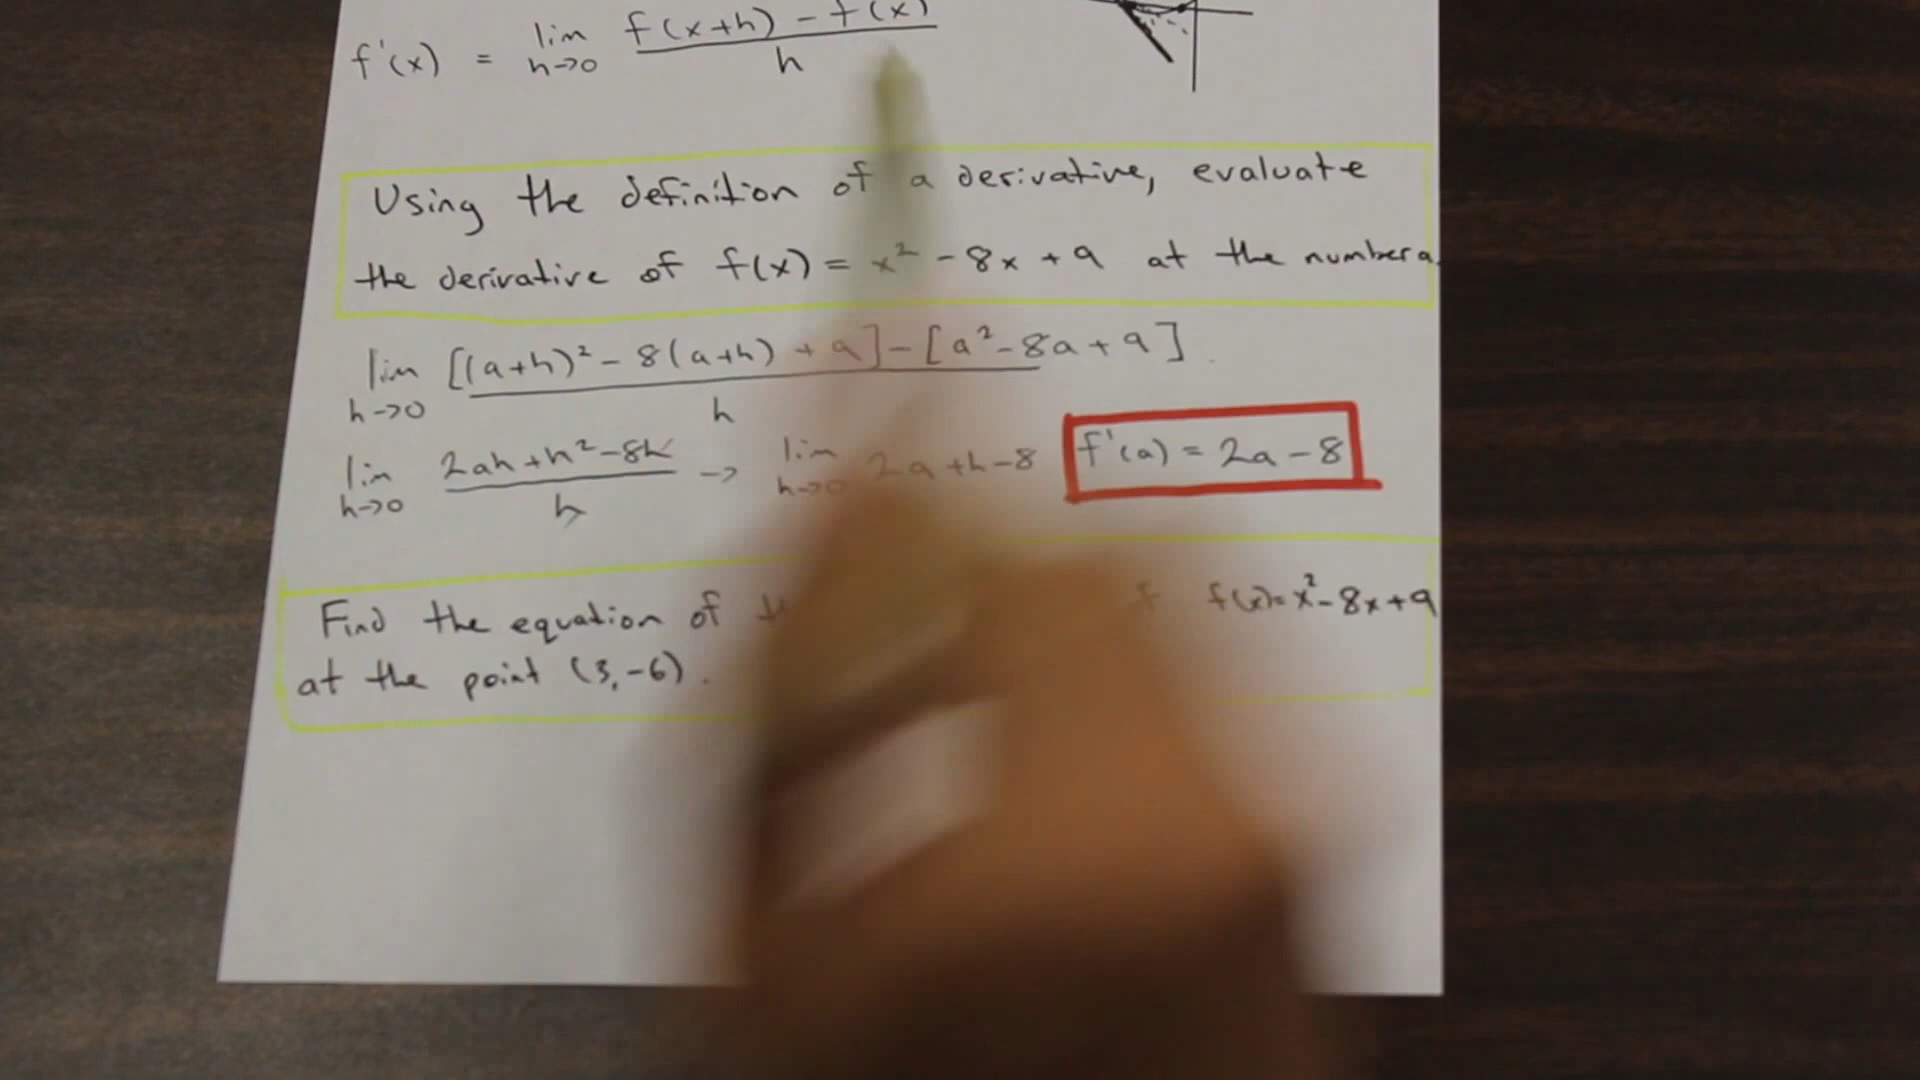 f'(x) = lim h→0 f(x+h) - f(x) / h
Using the definition of a derivative, evaluate
the derivative of f(x) = x² - 8x + 9 at the number a.
lim h→0 [(a+h)² - 8(a+h) + 9] - [a² - 8a + 9] / h
lim h→0 2ah + h² - 8h / h → lim h→0 2a + h - 8 f'(a) = 2a - 8
Find the equation of f(x) = x² - 8x + 9
at the point (3, -6).